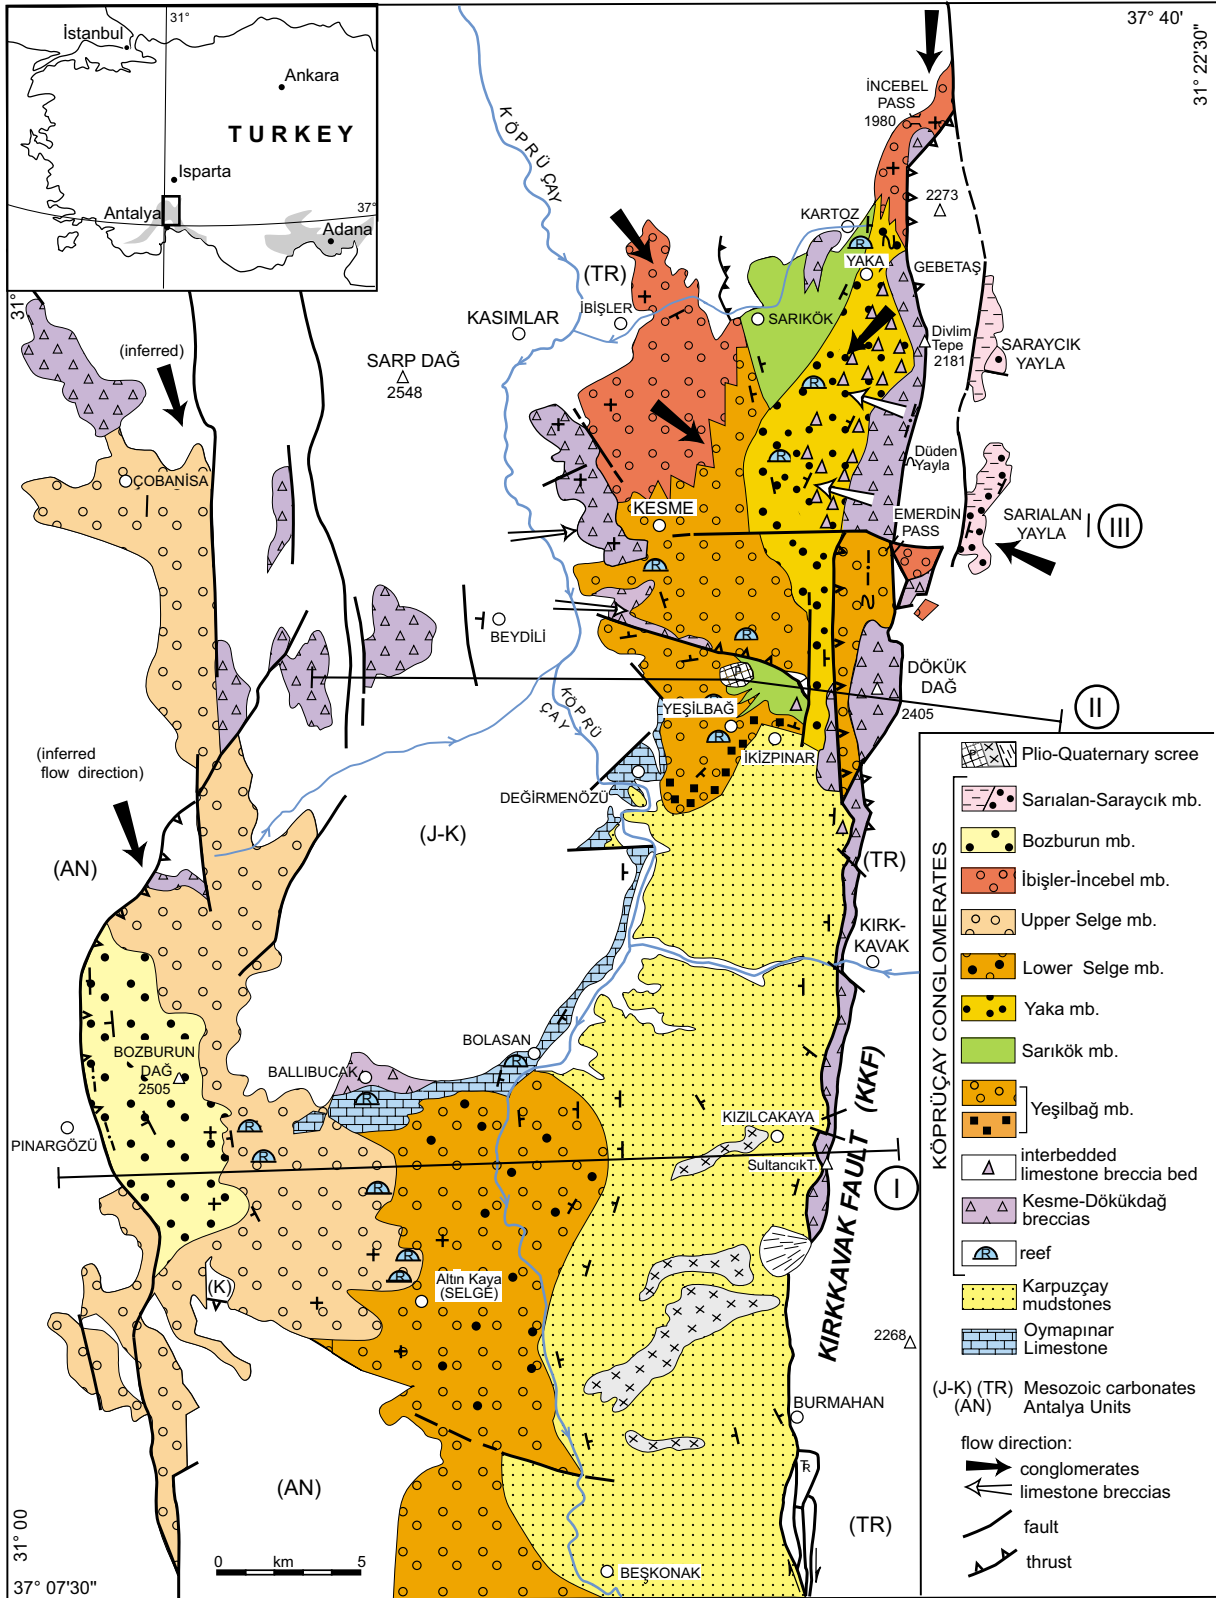 31°
İstanbul
Ankara
TURKEY
Isparta
Antalya
37°
Adana
37° 40'
31° 22'30"
31°
KÖPRÜ ÇAY
İNCEBEL
PASS
1980
2273
KARTOZ
R
YAKA
GEBETAŞ
(TR)
İBİŞLER
KASIMLAR
SARIKÖK
Divlim
Tepe
2181
SARAYCIK
YAYLA
(inferred)
SARP DAĞ
2548
R
R
Düden
Yayla
ÇOBANİSA
KESME
EMERDİN
PASS
SARIALAN
YAYLA
III
R
BEYDİLİ
R
DÖKÜK
DAĞ
2405
II
P
KÖPRÜ
ÇAY
YEŞİLBAĞ
R
İKİZPINAR
(inferred
flow direction)
DEĞİRMENÖZÜ
(J-K)
(AN)
(TR)
KIRK-
KAVAK
BOLASAN
R
BALLIBUCAK
R
BOZBURUN
DAĞ
2505
PINARGÖZÜ
R
R
R
R
R
KIZILCAKAYA
SultancıkT.
I
KIRKKAVAK FAULT (KKF)
(K)
Altın Kaya
(SELGE)
2268
BURMAHAN
TR
(AN)
(TR)
BEŞKONAK
31° 00
37° 07'30"
0 km 5
P
Plio-Quaternary scree
KÖPRÜÇAY CONGLOMERATES
Sarıalan-Saraycık mb.
Bozburun mb.
İbişler-İncebel mb.
Upper Selge mb.
Lower Selge mb.
Yaka mb.
Sarıkök mb.
Yeşilbağ mb.
interbedded
limestone breccia bed
Kesme-Dökükdağ
breccias
R
reef
Karpuzçay
mudstones
Oymapınar
Limestone
(J-K) (TR) Mesozoic carbonates
(AN) Antalya Units
flow direction:
conglomerates
limestone breccias
fault
thrust